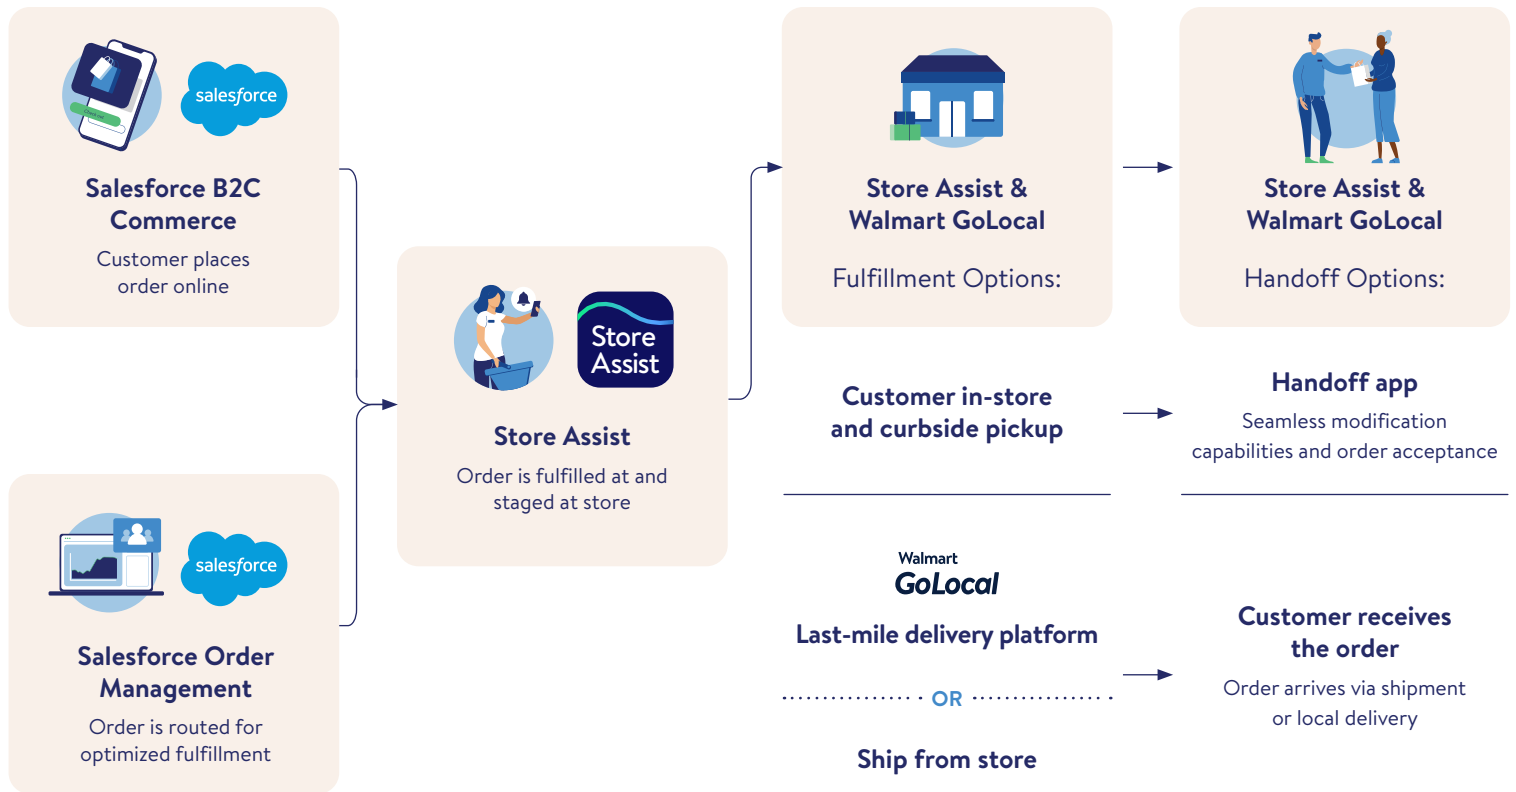 salesforce
Salesforce B2C
Commerce
Customer places
order online
salesforce
Salesforce Order
Management
Order is routed for
optimized fulfillment
Store
Assist
Store Assist
Order is fulfilled at and
staged at store
Store Assist &
Walmart GoLocal
Fulfillment Options:
Customer in-store
and curbside pickup
Walmart
GoLocal
Last-mile delivery platform
OR
Ship from store
Store Assist &
Walmart GoLocal
Handoff Options:
Handoff app
Seamless modification
capabilities and order acceptance
Customer receives
the order
Order arrives via shipment
or local delivery